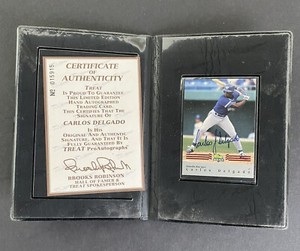 CERTIFICATE
OF
AUTHENTICITY
TREAT
IS PROUD TO GUARANTEE
THIS LIMITED EDITION
HAND AUTOGRAPHED
TRADING CARD.
THIS CERTIFIES THAT THE
SIGNATURE OF
CARLOS DELGADO
IS HIS
ORIGINAL AND AUTHENTIC
SIGNATURE, AND THAT IT IS
FULLY GUARANTEED BY
TREAT ProAutographs
BROOKS ROBINSON
HALL OF FAMER &
TREAT SPOKESPERSON
No 015915
Carlos Delgado